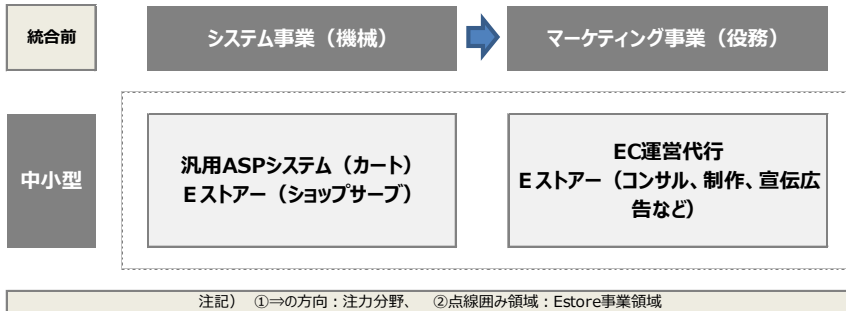 統合前
システム事業（機械）
マーケティング事業（役務）
中小型
汎用ASPシステム（カート）
Eストアー（ショップサーブ）
EC運営代行
Eストアー（コンサル、制作、宣伝広
告など）
注記） ①⇒の方向：注力分野、 ②点線囲み領域：Estore事業領域